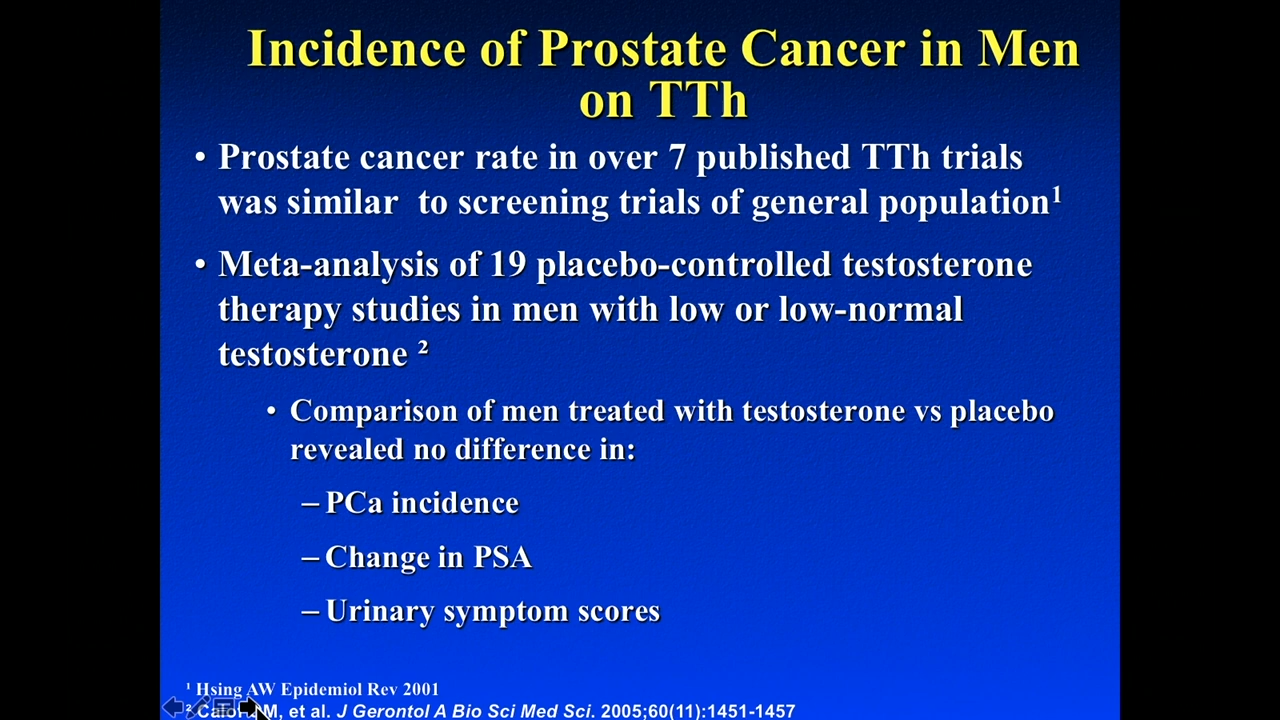 Incidence of Prostate Cancer in Men
on TTh
• Prostate cancer rate in over 7 published TTh trials
was similar  to screening trials of general population¹
• Meta-analysis of 19 placebo-controlled testosterone
therapy studies in men with low or low-normal
testosterone ²
• Comparison of men treated with testosterone vs placebo
revealed no difference in:
– PCa incidence
– Change in PSA
– Urinary symptom scores
¹ Hsing AW Epidemiol Rev 2001
² M, et al. J Gerontol A Bio Sci Med Sci. 2005;60(11):1451-1457